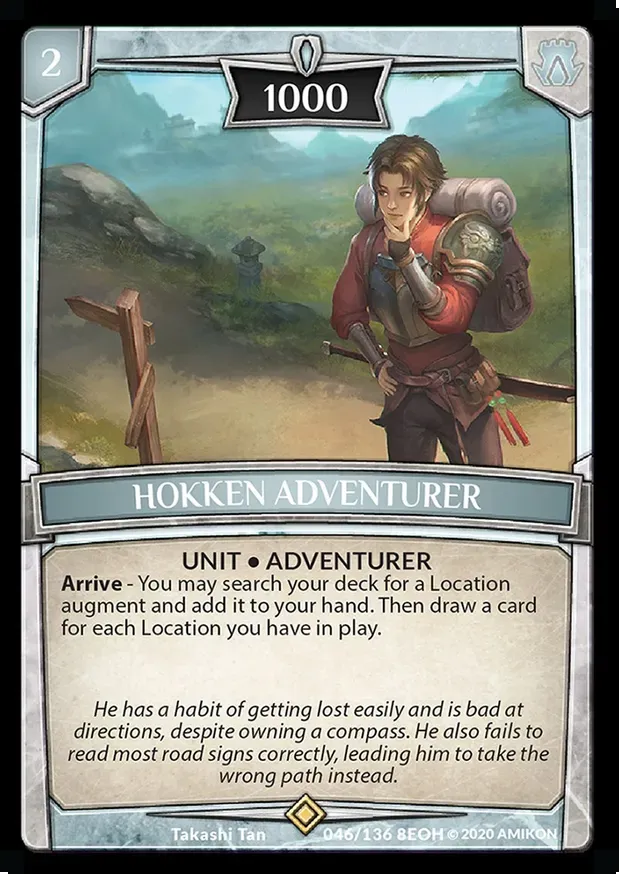 2
1000
HOKKEN ADVENTURER
UNIT • ADVENTURER
Arrive - You may search your deck for a Location
augment and add it to your hand. Then draw a card
for each Location you have in play.
He has a habit of getting lost easily and is bad at
directions, despite owning a compass. He also fails to
read most road signs correctly, leading him to take the
wrong path instead.
Takashi Tan 046/136 8EOH © 2020 AMIKON